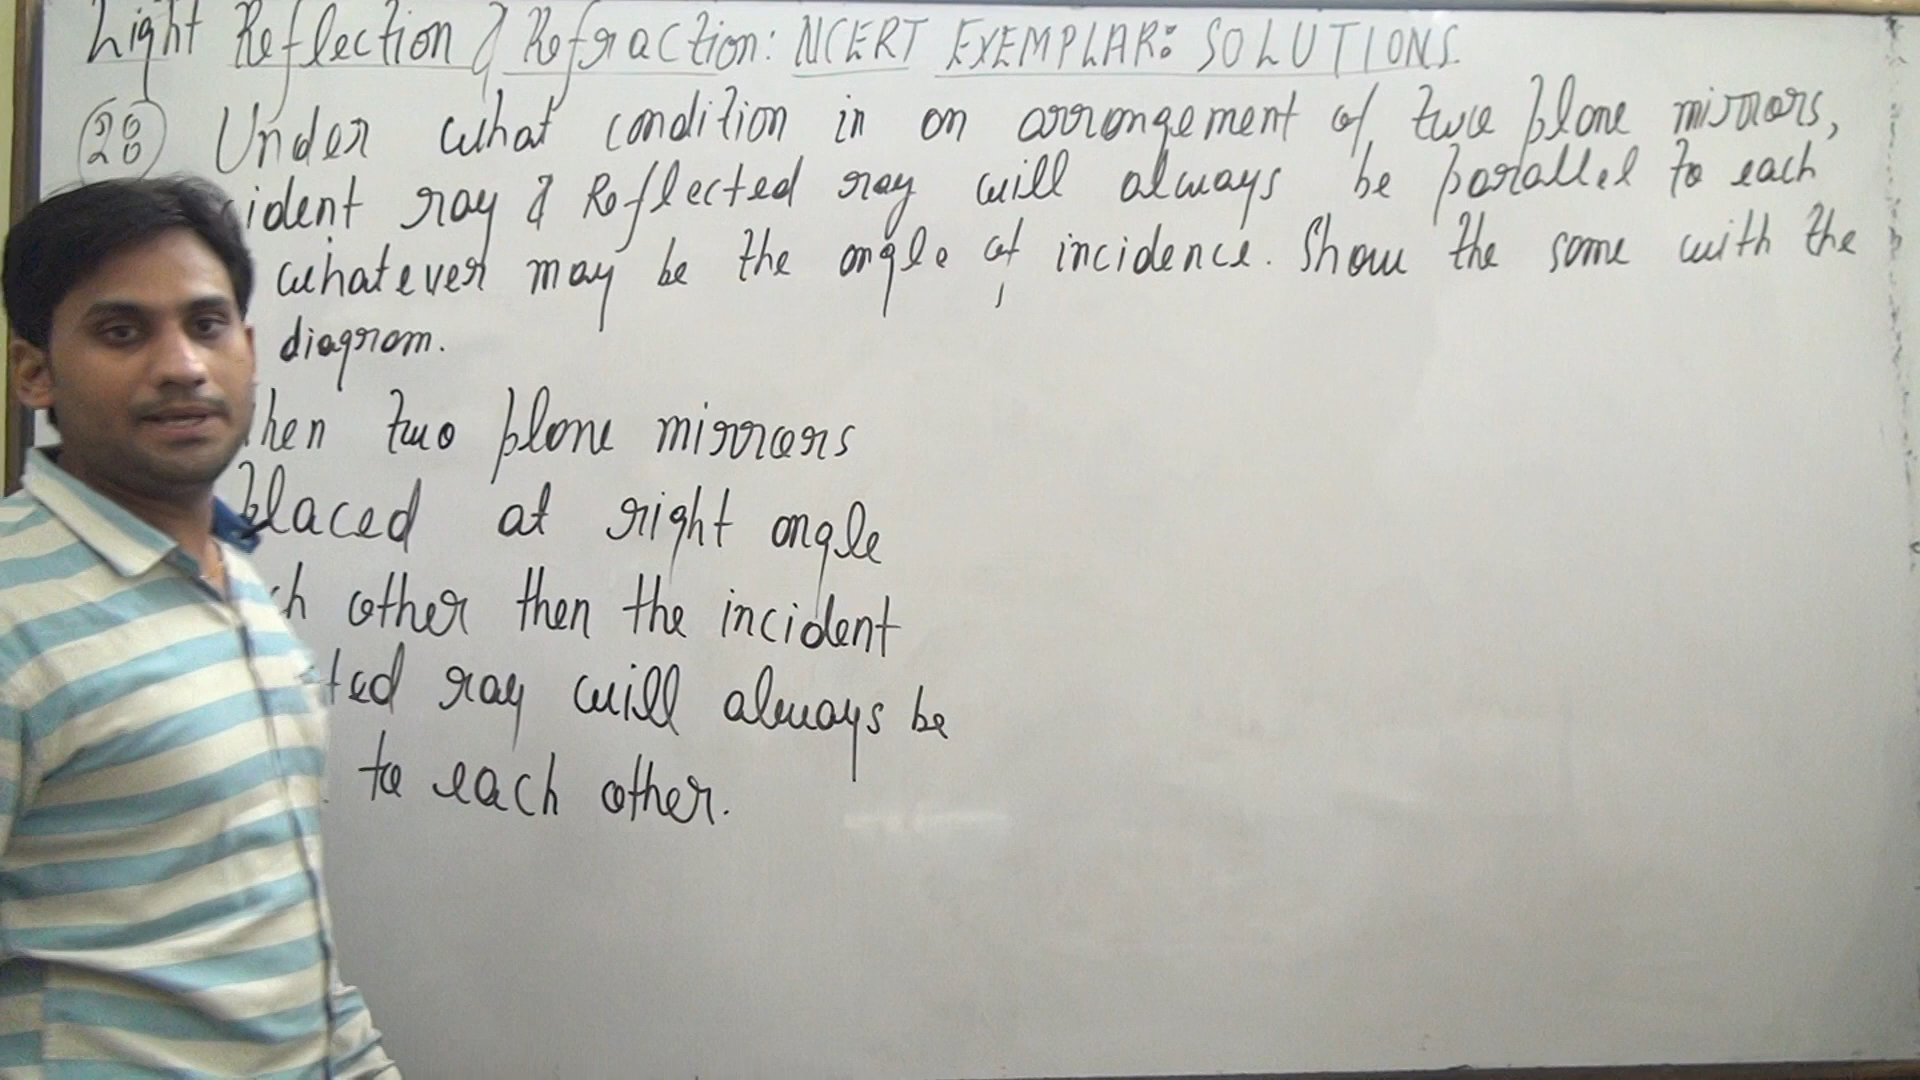 Light Reflection & Refraction: NCERT EXEMPLAR: SOLUTIONS
28 Under what condition in an arrangement of two plane mirrors,
ident ray & Reflected ray will always be parallel to each
whatever may be the angle of incidence. Show the same with the
diagram.
hen two plane mirrors
placed at right angle
ch other then the incident
ted ray will always be
to each other.